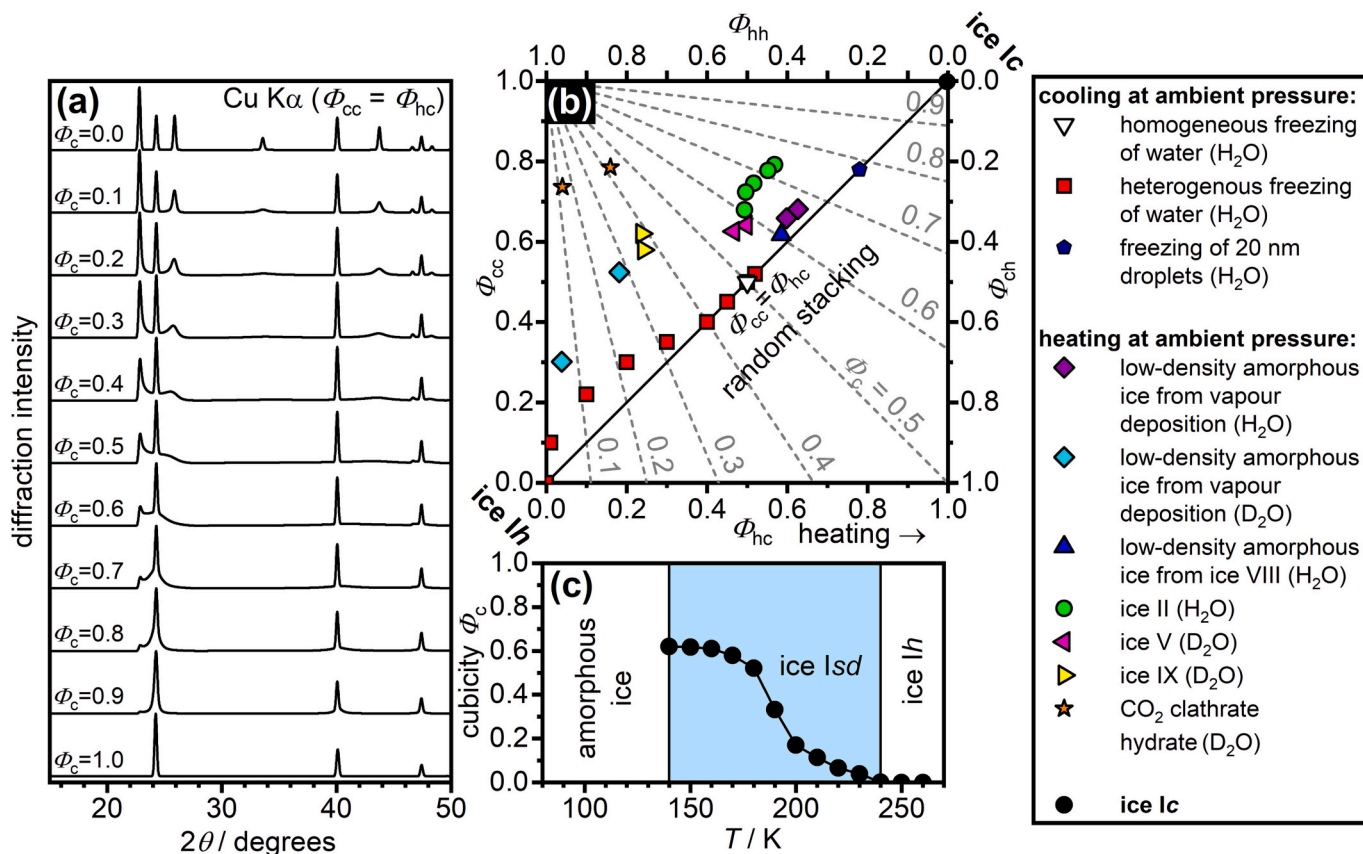 (a)
Cu Kα (Φcc = Φhc)
Φc=0.0
Φc=0.1
Φc=0.2
Φc=0.3
Φc=0.4
Φc=0.5
Φc=0.6
Φc=0.7
Φc=0.8
Φc=0.9
Φc=1.0
diffraction intensity
20 30 40 50
2θ / degrees
Φhh
ice Ic
1.0 0.8 0.6 0.4 0.2 0.0
(b)
1.0
0.8
0.6
0.4
0.2
0.0
Φcc
0.0
0.2
0.4
0.6
0.8
1.0
Φch
0.9
0.8
0.7
0.6
Φc = 0.5
0.4
0.3
0.2
0.1
Φcc = Φhc
random stacking
ice Ih
0.0 0.2 0.4 0.6 0.8 1.0
Φhc heating →
(c)
1.0
0.8
0.6
0.4
0.2
0.0
cubicity Φc
amorphous
ice
ice Isd
ice Ih
100 150 200 250
T / K
cooling at ambient pressure:
homogeneous freezing
of water (H₂O)
heterogenous freezing
of water (H₂O)
freezing of 20 nm
droplets (H₂O)
heating at ambient pressure:
low-density amorphous
ice from vapour
deposition (H₂O)
low-density amorphous
ice from vapour
deposition (D₂O)
low-density amorphous
ice from ice VIII (H₂O)
ice II (H₂O)
ice V (D₂O)
ice IX (D₂O)
CO₂ clathrate
hydrate (D₂O)
ice Ic